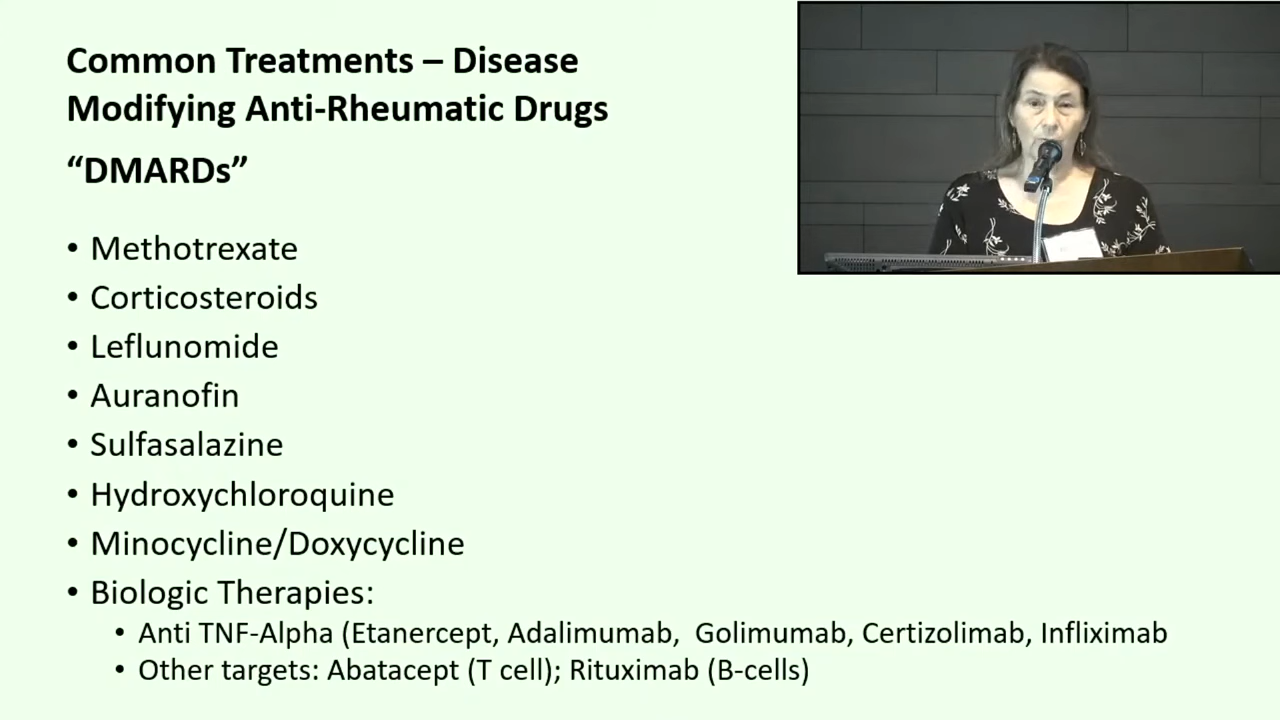 Common Treatments – Disease
Modifying Anti-Rheumatic Drugs
“DMARDs”
• Methotrexate
• Corticosteroids
• Leflunomide
• Auranofin
• Sulfasalazine
• Hydroxychloroquine
• Minocycline/Doxycycline
• Biologic Therapies:
• Anti TNF-Alpha (Etanercept, Adalimumab, Golimumab, Certizolimab, Infliximab
• Other targets: Abatacept (T cell); Rituximab (B-cells)